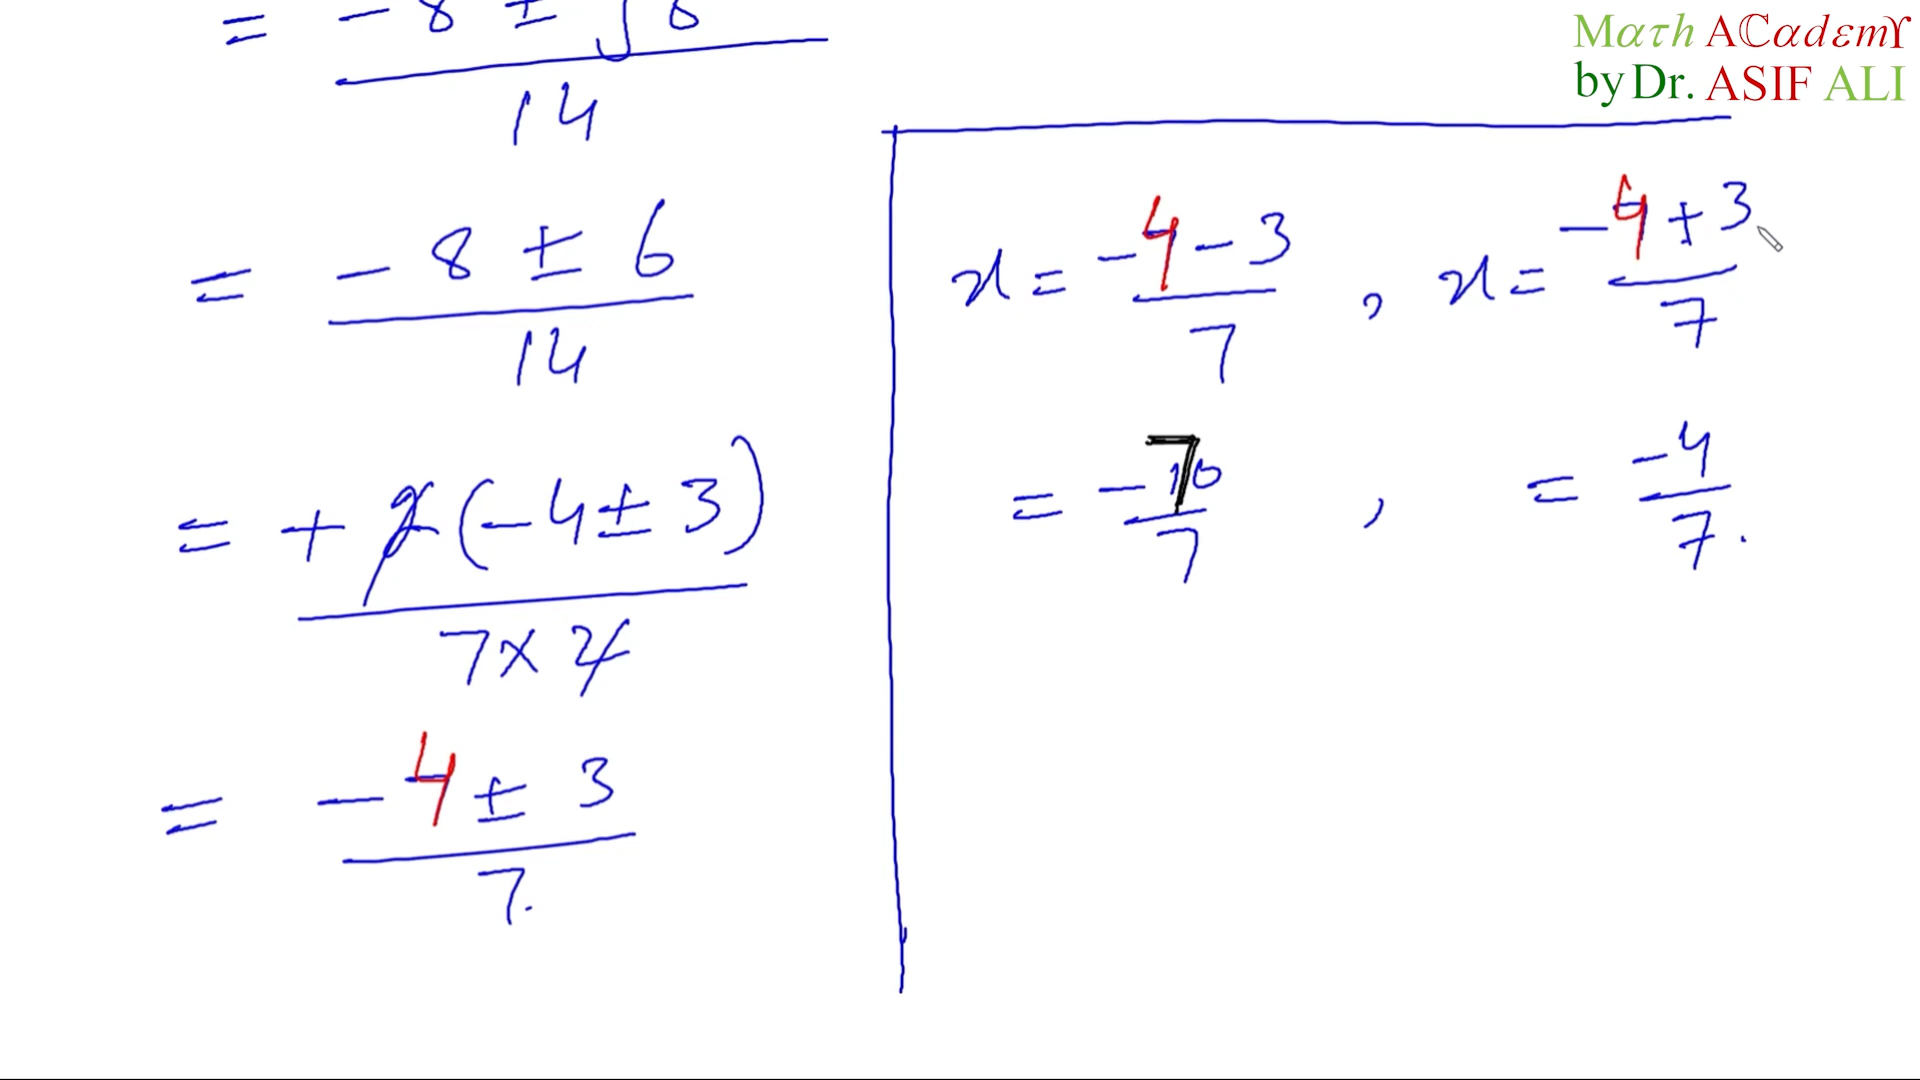 Mατh ACαdεmϒ
by Dr. ASIF ALI
= -8 ± √6
14
= -8 ± 6
14
= + 2(-4 ± 3)
7 x 2
= -4 ± 3
7.
x = -4 - 3 , x = -4 + 3
7 7
= -7 , = -4
7 7.